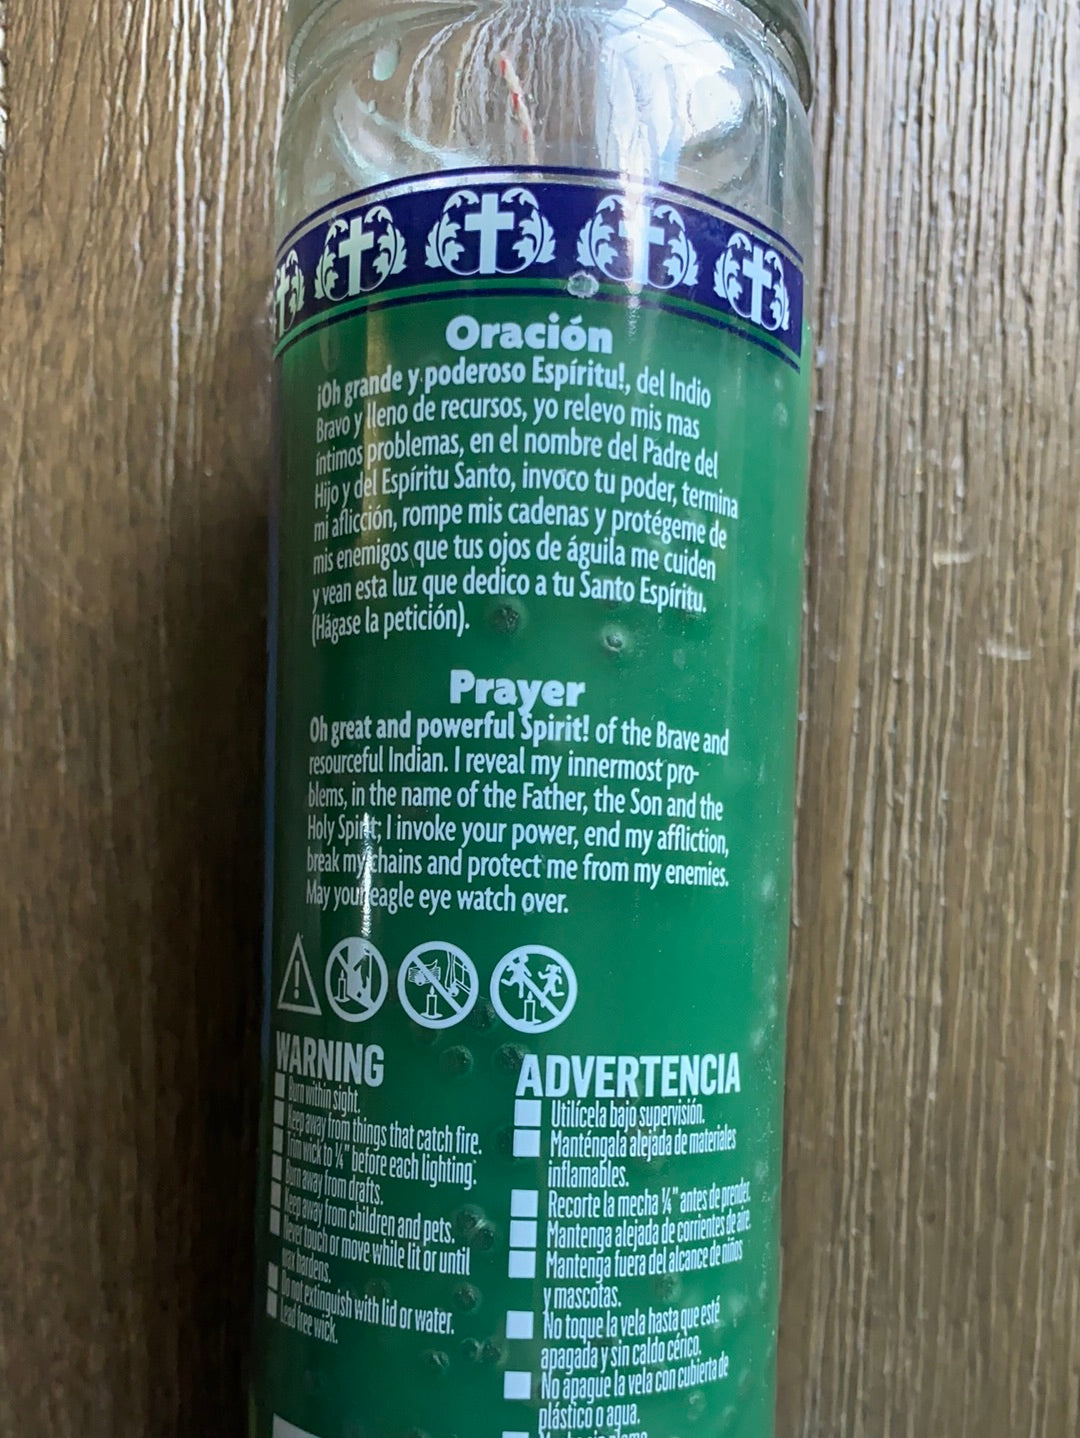 Oración
¡Oh grande y poderoso Espíritu!, del Indio
Bravo y lleno de recursos, yo relevo mis mas
íntimos problemas, en el nombre del Padre del
Hijo y del Espíritu Santo, invoco tu poder, termina
mi aflicción, rompe mis cadenas y protégeme de
mis enemigos que tus ojos de águila me cuiden
y vean esta luz que dedico a tu Santo Espíritu.
(Hágase la petición).
Prayer
Oh great and powerful Spirit! of the Brave and
resourceful Indian. I reveal my innermost pro-
blems, in the name of the Father, the Son and the
Holy Spirit; I invoke your power, end my affliction,
break my chains and protect me from my enemies.
May your eagle eye watch over.
WARNING
Burn within sight.
Keep away from things that catch fire.
Trim wick to ¼" before each lighting.
Burn away from drafts.
Keep away from children and pets.
Never touch or move while lit or until
wax hardens.
Do not extinguish with lid or water.
Lead free wick.
ADVERTENCIA
Utilícela bajo supervisión.
Manténgala alejada de materiales
inflamables.
Recorte la mecha ¼" antes de prender.
Mantenga alejada de corrientes de aire.
Mantenga fuera del alcance de niños
y mascotas.
No toque la vela hasta que esté
apagada y sin caldo cérico.
No apague la vela con cubierta de
plástico o agua.